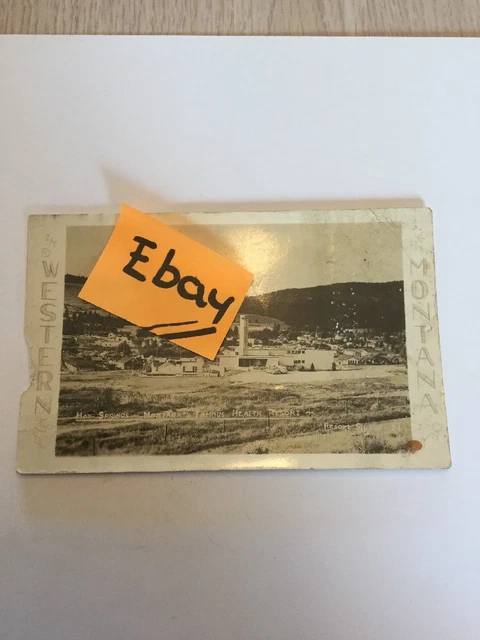 Ebay
WESTERN
MONTANA
Hot Springs Montana's Famous Health Resort